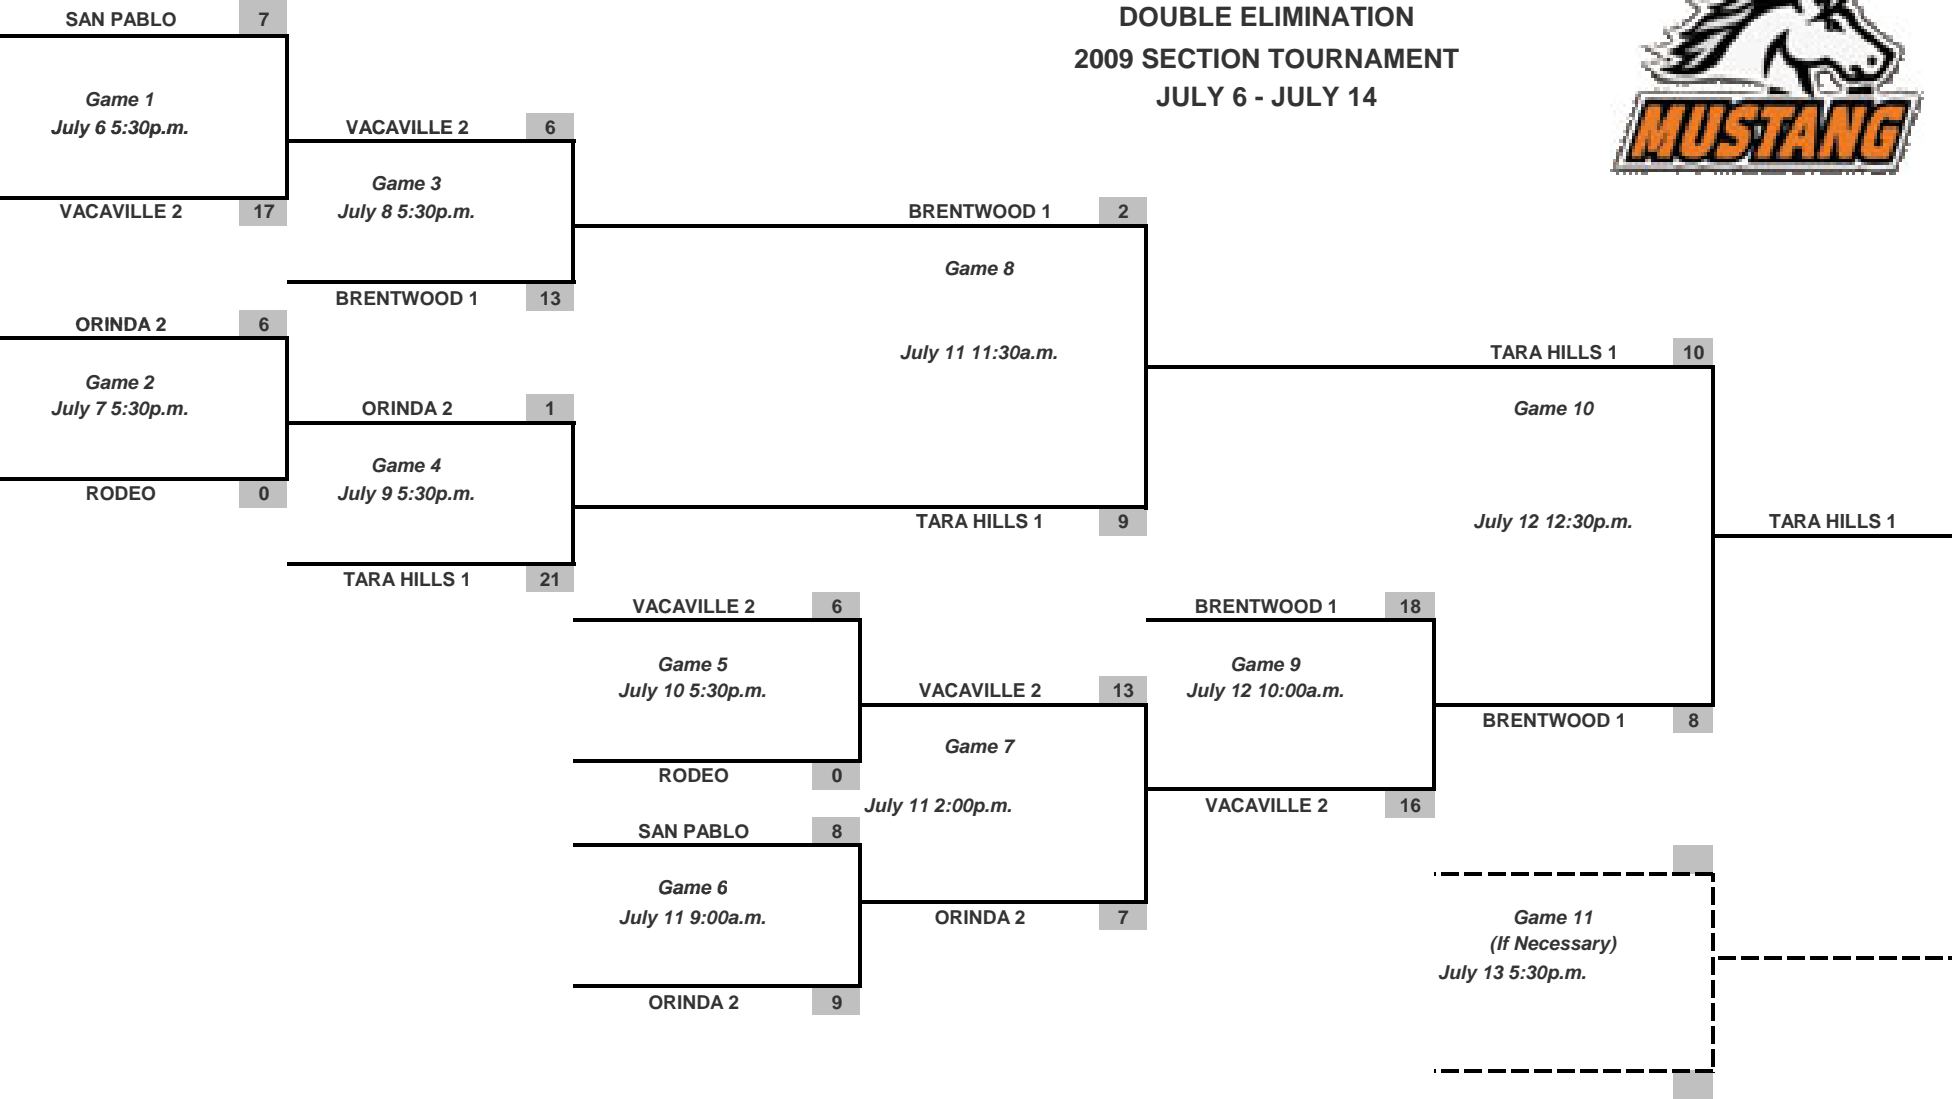 DOUBLE ELIMINATION
2009 SECTION TOURNAMENT
JULY 6 - JULY 14
MUSTANG
SAN PABLO 7
Game 1
July 6 5:30p.m.
VACAVILLE 2 17
ORINDA 2 6
Game 2
July 7 5:30p.m.
RODEO 0
VACAVILLE 2 6
Game 3
July 8 5:30p.m.
BRENTWOOD 1 13
ORINDA 2 1
Game 4
July 9 5:30p.m.
TARA HILLS 1 21
VACAVILLE 2 6
Game 5
July 10 5:30p.m.
RODEO 0
SAN PABLO 8
Game 6
July 11 9:00a.m.
ORINDA 2 9
BRENTWOOD 1 2
Game 8
July 11 11:30a.m.
TARA HILLS 1 9
VACAVILLE 2 13
Game 7
July 11 2:00p.m.
ORINDA 2 7
BRENTWOOD 1 18
Game 9
July 12 10:00a.m.
VACAVILLE 2 16
TARA HILLS 1 10
Game 10
July 12 12:30p.m.
BRENTWOOD 1 8
TARA HILLS 1
Game 11
(If Necessary)
July 13 5:30p.m.